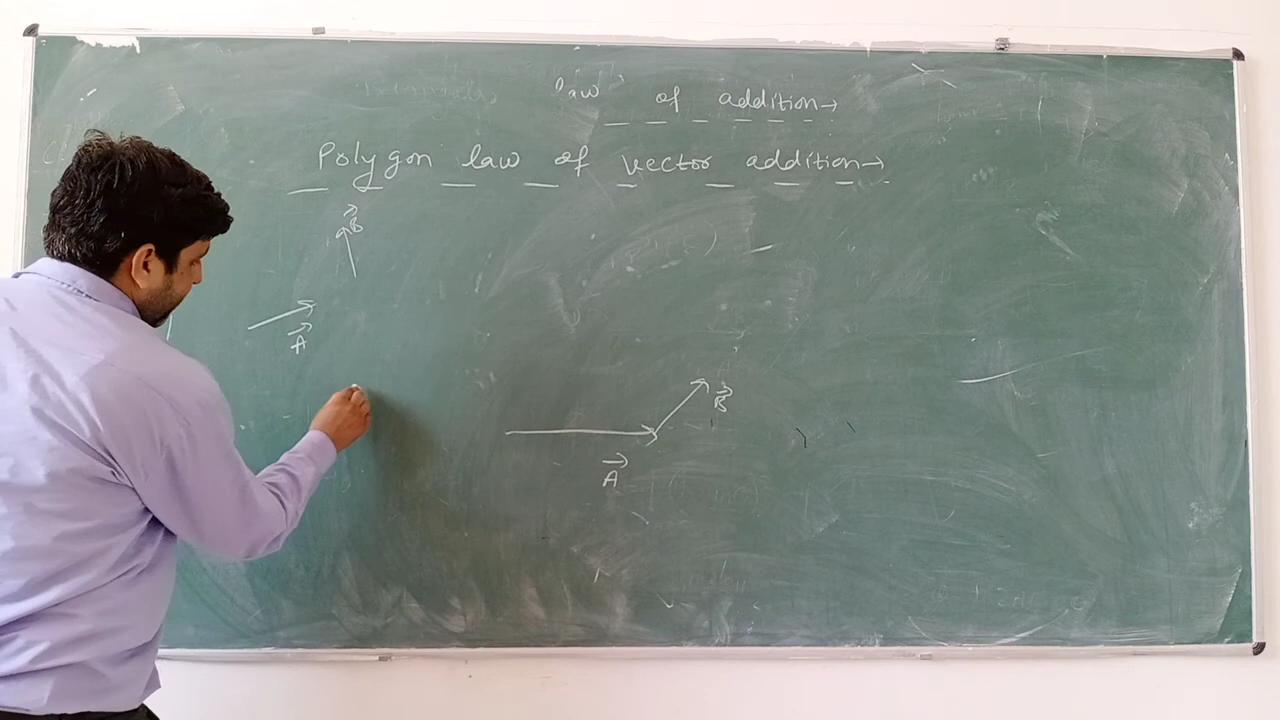 law of addition→
Polygon law of vector addition→
B
A
B
A